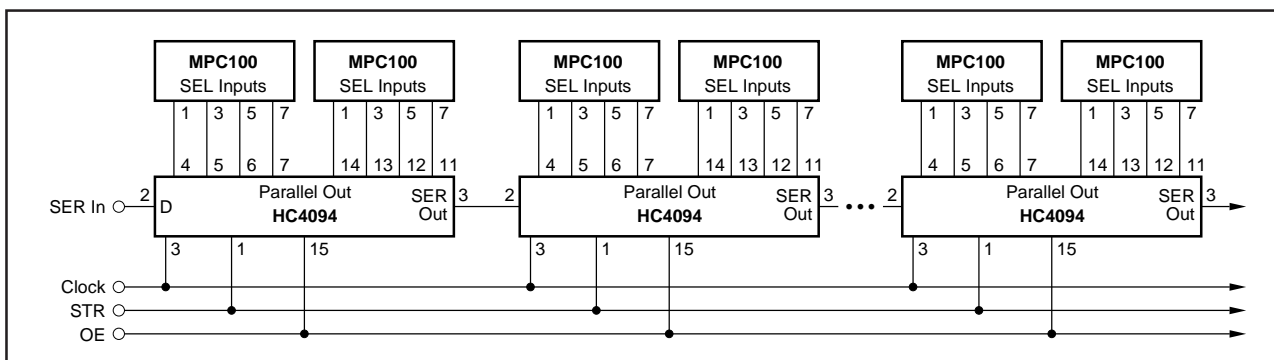 MPC100 MPC100 MPC100 MPC100 MPC100 MPC100
SEL Inputs SEL Inputs SEL Inputs SEL Inputs SEL Inputs SEL Inputs
1 3 5 7 1 3 5 7 1 3 5 7 1 3 5 7 1 3 5 7 1 3 5 7
4 5 6 7 14 13 12 11 4 5 6 7 14 13 12 11 4 5 6 7 14 13 12 11
SER In 2 D Parallel Out HC4094 SER Out 3 2 Parallel Out HC4094 SER Out 3 ••• 2 Parallel Out HC4094 SER Out 3
3 1 15 3 1 15 3 1 15
Clock
STR
OE